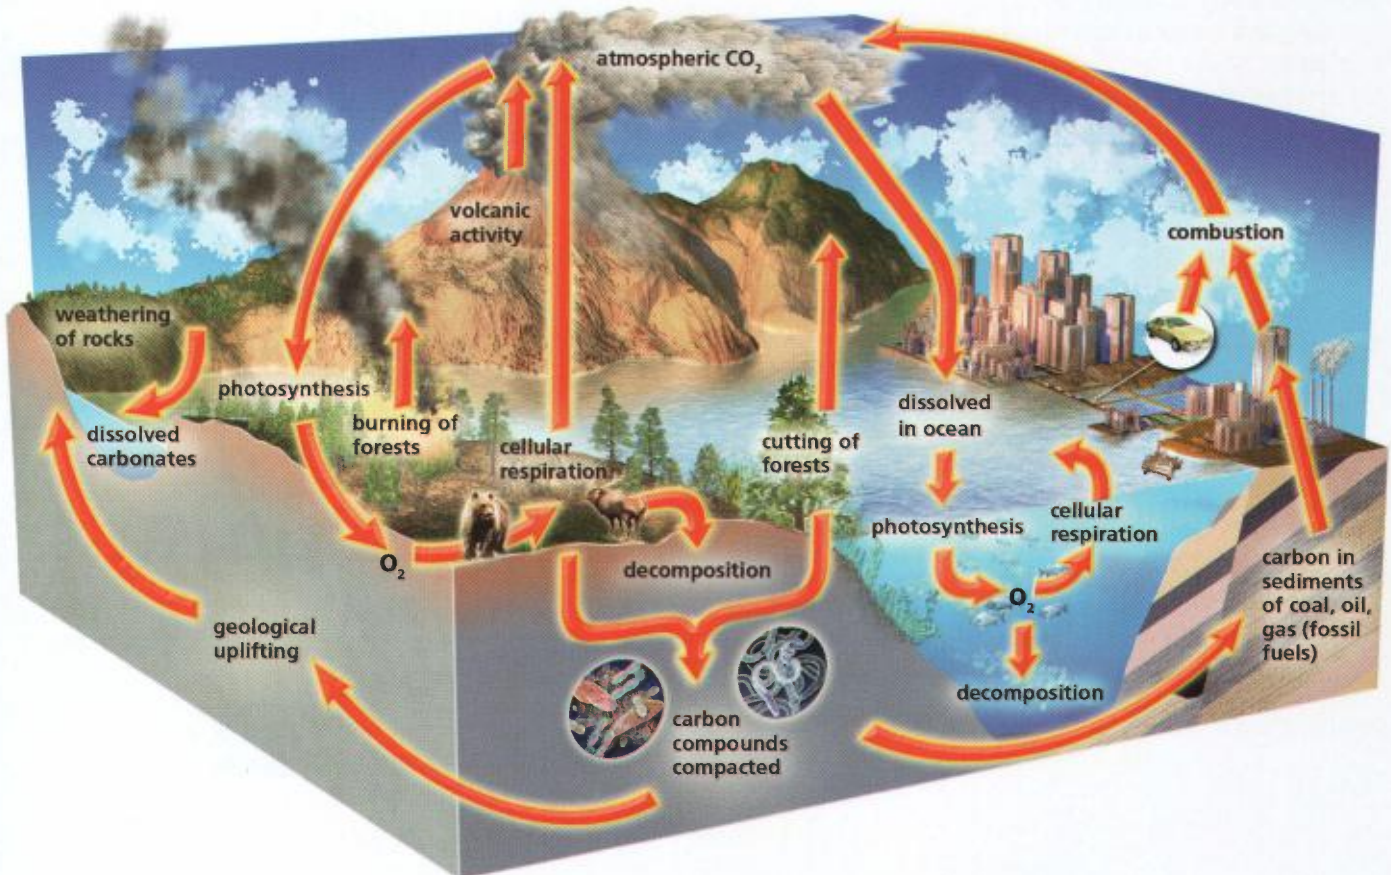 atmospheric CO₂
volcanic
activity
combustion
weathering
of rocks
photosynthesis
burning of
forests
dissolved
carbonates
cellular
respiration
cutting of
forests
dissolved
in ocean
photosynthesis
cellular
respiration
O₂
decomposition
O₂
carbon in
sediments
of coal, oil,
gas (fossil
fuels)
geological
uplifting
decomposition
carbon
compounds
compacted